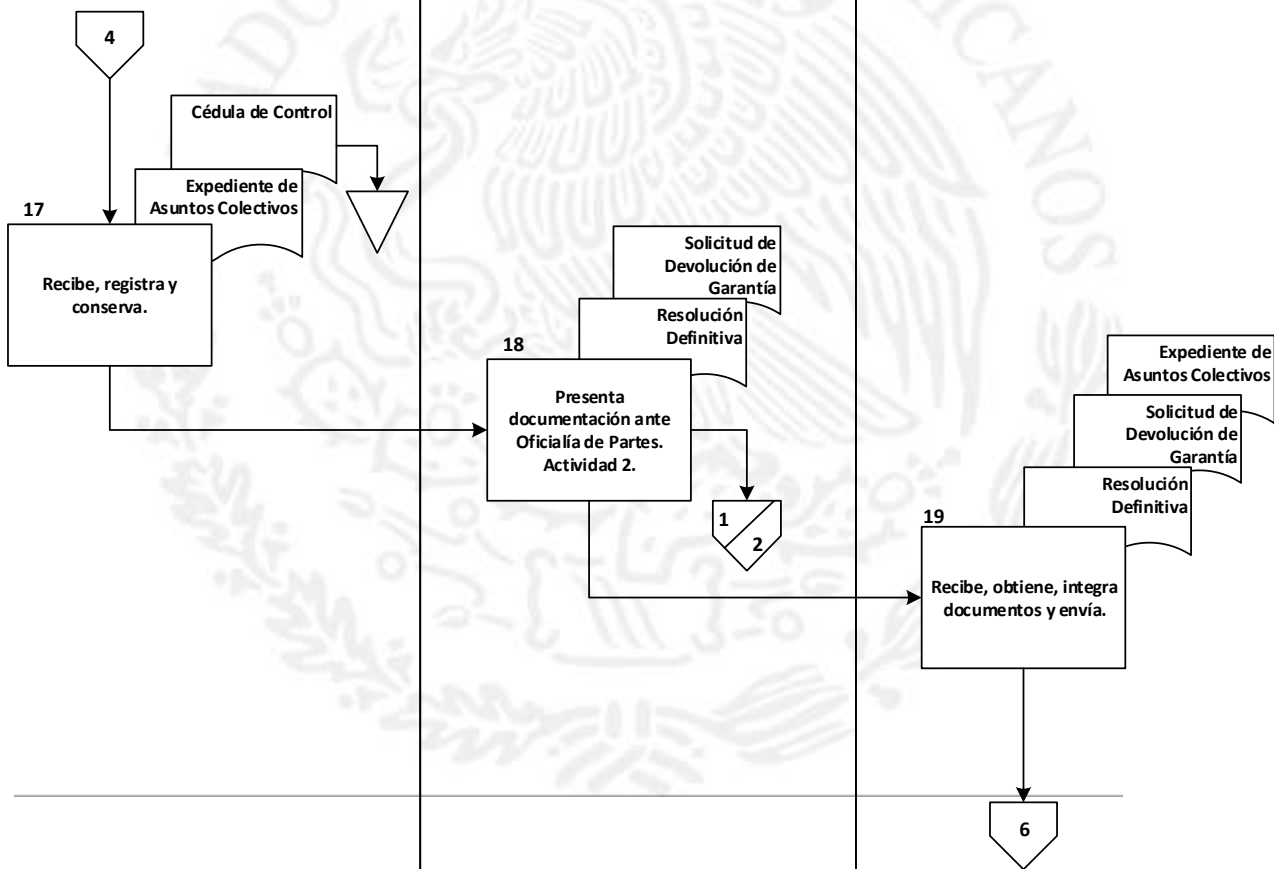 4
Cédula de Control
Expediente de
Asuntos Colectivos
17
Recibe, registra y
conserva.
Solicitud de
Devolución de
Garantía
Resolución
Definitiva
18
Presenta
documentación ante
Oficialía de Partes.
Actividad 2.
1
2
Expediente de
Asuntos Colectivos
Solicitud de
Devolución de
Garantía
Resolución
Definitiva
19
Recibe, obtiene, integra
documentos y envía.
6
ADO
ICANOS